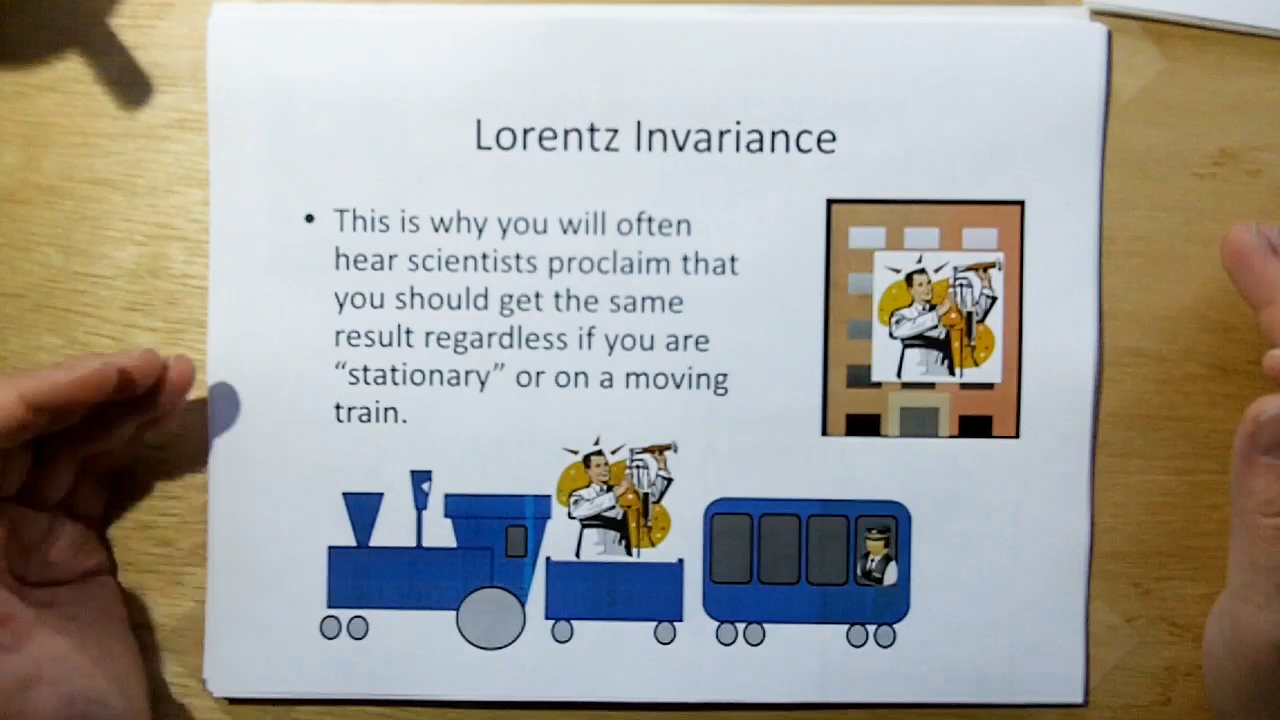 Lorentz Invariance
• This is why you will often
hear scientists proclaim that
you should get the same
result regardless if you are
“stationary” or on a moving
train.